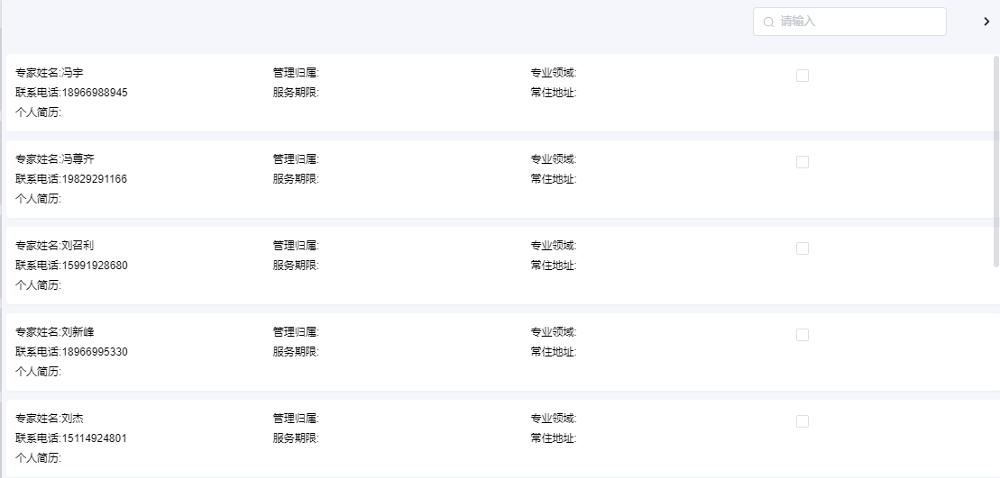 请输入
专家姓名:冯宇 管理归属: 专业领域:
联系电话:18966988945 服务期限: 常住地址:
个人简历:
专家姓名:冯尊齐 管理归属: 专业领域:
联系电话:19829291166 服务期限: 常住地址:
个人简历:
专家姓名:刘召利 管理归属: 专业领域:
联系电话:15991928680 服务期限: 常住地址:
个人简历:
专家姓名:刘新峰 管理归属: 专业领域:
联系电话:18966995330 服务期限: 常住地址:
个人简历:
专家姓名:刘杰 管理归属: 专业领域:
联系电话:15114924801 服务期限: 常住地址:
个人简历: